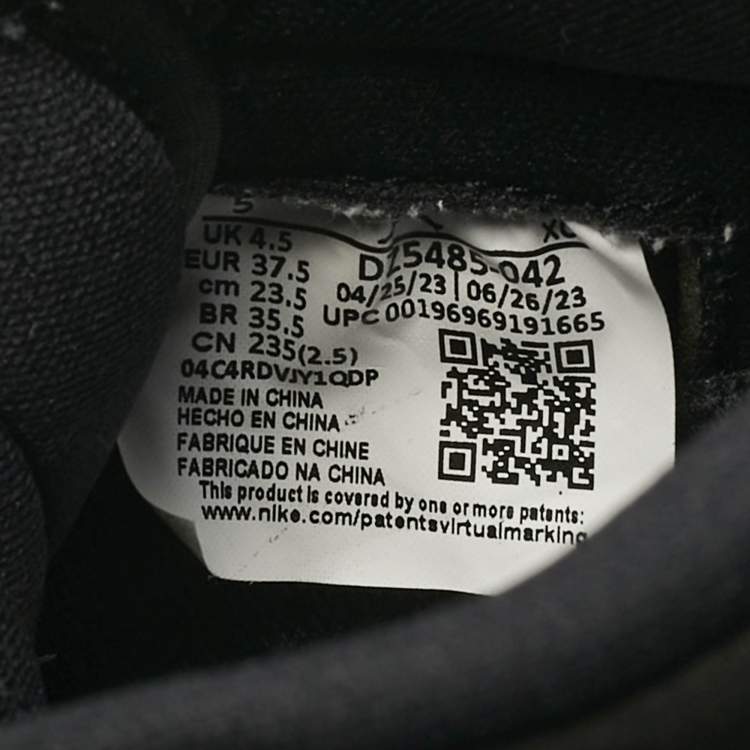 5
UK 4.5
EUR 37.5
cm 23.5
BR 35.5
CN 235(2.5)
04C4RDVJY1QDP
MADE IN CHINA
HECHO EN CHINA
FABRIQUE EN CHINE
FABRICADO NA CHINA
DZ5485-042
04/25/23 | 06/26/23
UPC 00196969191665
This product is covered by one or more patents:
www.nike.com/patentsvirtualmarking